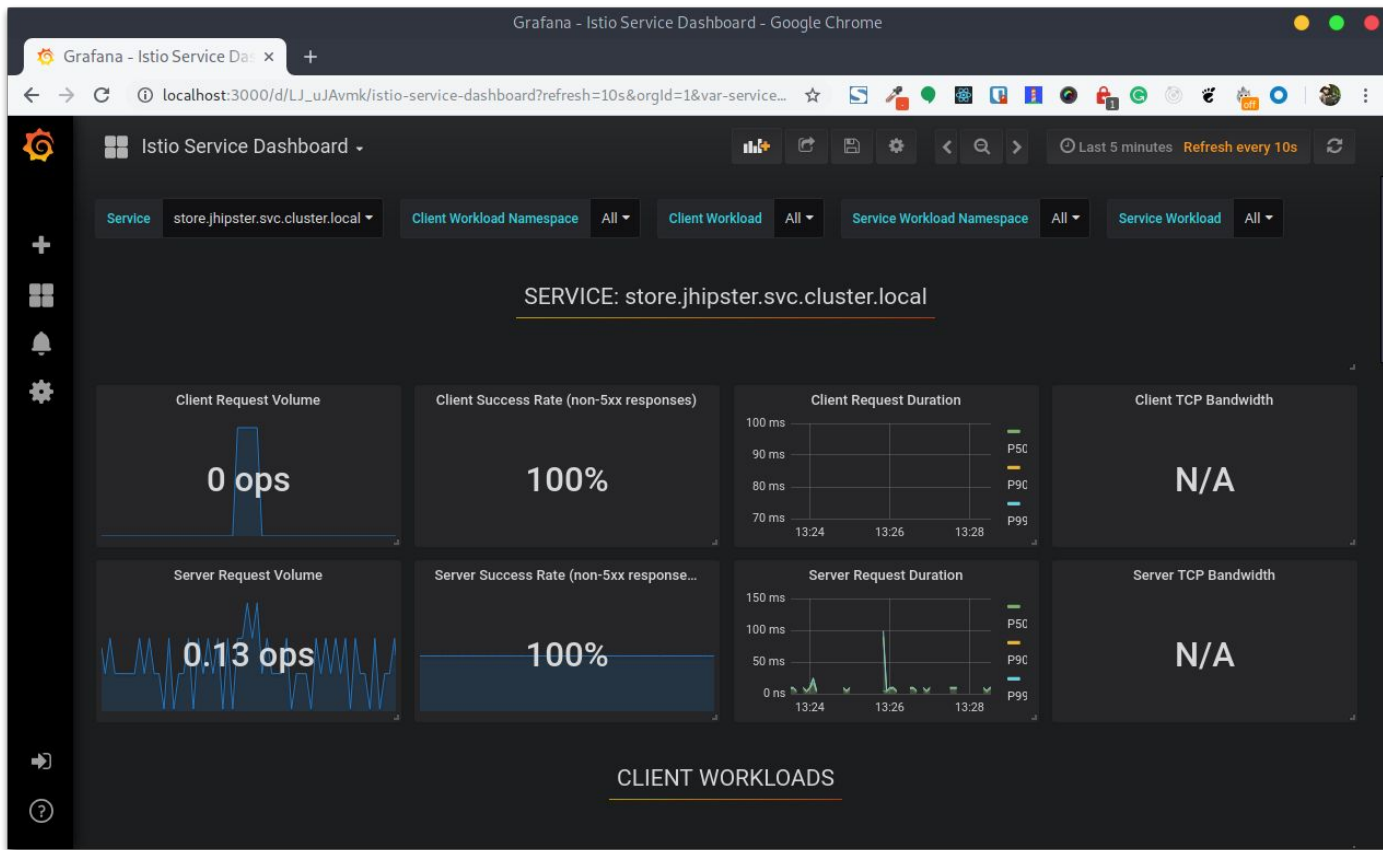 Grafana - Istio Service Dashboard - Google Chrome
Grafana - Istio Service Das
localhost:3000/d/LJ_uJAvmk/istio-service-dashboard?refresh=10s&orgId=1&var-service...
1
off
Istio Service Dashboard
Last 5 minutes Refresh every 10s
Service store.jhipster.svc.cluster.local Client Workload Namespace All Client Workload All Service Workload Namespace All Service Workload All
SERVICE: store.jhipster.svc.cluster.local
Client Request Volume
0 ops
Client Success Rate (non-5xx responses)
100%
Client Request Duration
100 ms
90 ms
80 ms
70 ms
13:24 13:26 13:28
P50
P90
P99
Client TCP Bandwidth
N/A
Server Request Volume
0.13 ops
Server Success Rate (non-5xx response...
100%
Server Request Duration
150 ms
100 ms
50 ms
0 ns
13:24 13:26 13:28
P50
P90
P99
Server TCP Bandwidth
N/A
CLIENT WORKLOADS